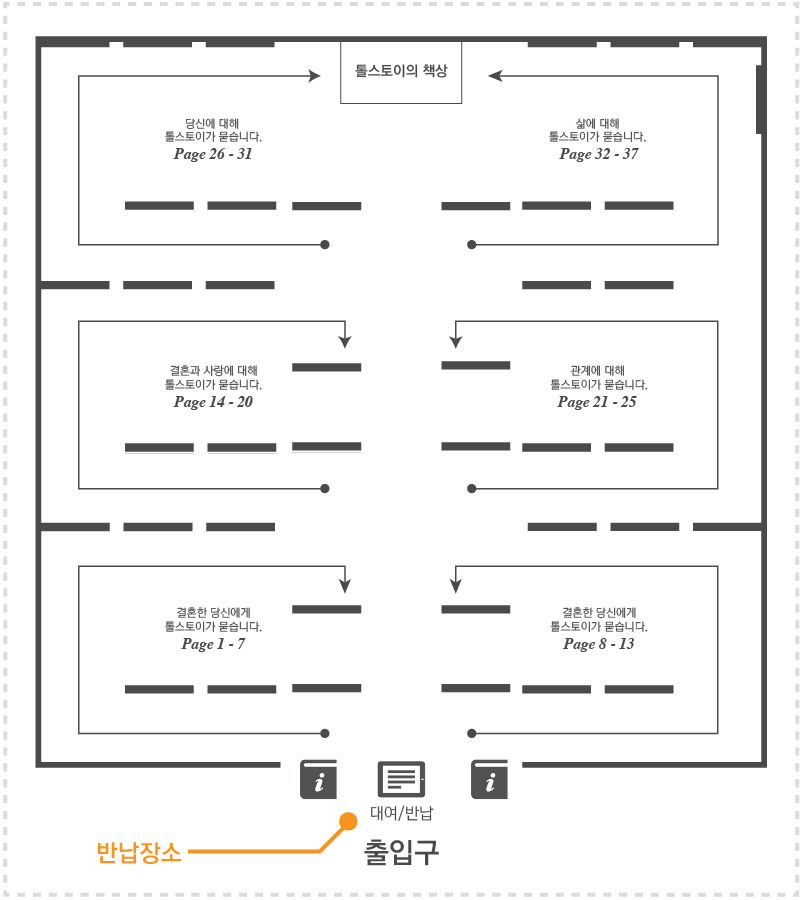 톨스토이의 책상
당신에 대해
톨스토이가 묻습니다.
Page 26 - 31
삶에 대해
톨스토이가 묻습니다.
Page 32 - 37
결혼과 사랑에 대해
톨스토이가 묻습니다.
Page 14 - 20
관계에 대해
톨스토이가 묻습니다.
Page 21 - 25
결혼한 당신에게
톨스토이가 묻습니다.
Page 1 - 7
결혼한 당신에게
톨스토이가 묻습니다.
Page 8 - 13
i
i
대여/반납
반납장소
출입구